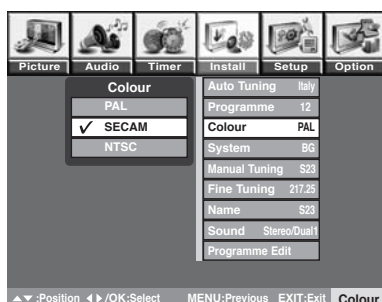 Picture Audio Timer Install Setup Option
Colour
PAL
✓ SECAM
NTSC
Auto Tuning Italy
Programme 12
Colour PAL
System BG
Manual Tuning S23
Fine Tuning 217.25
Name S23
Sound Stereo/Dual1
Programme Edit
▲▼ :Position ◀ ▶ /OK:Select MENU:Previous EXIT:Exit Colour